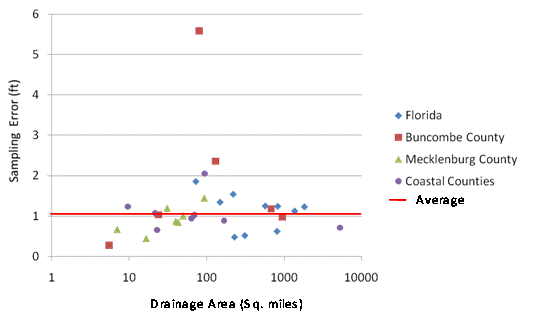 6
5
4
3
2
1
0
Sampling Error (ft)
1 10 100 1000 10000
Drainage Area (Sq. miles)
Florida
Buncombe County
Mecklenburg County
Coastal Counties
Average